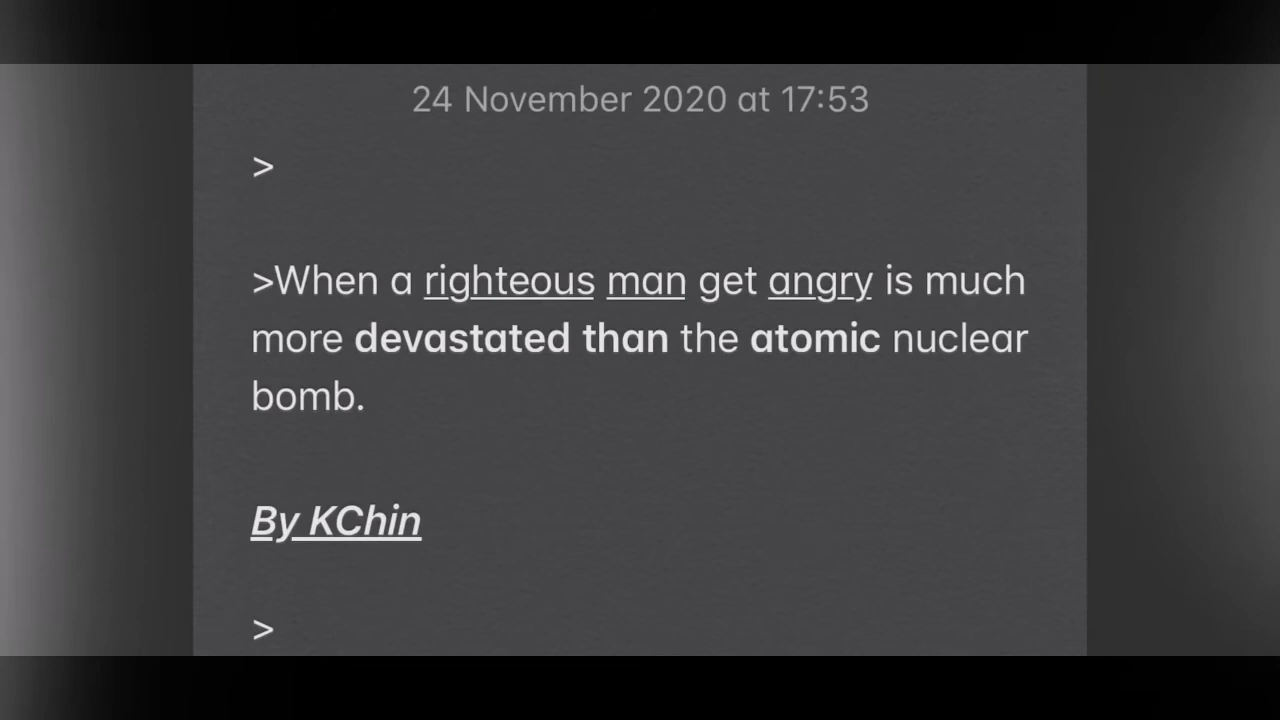 24 November 2020 at 17:53
>
>When a righteous man get angry is much
more devastated than the atomic nuclear
bomb.
By KChin
>